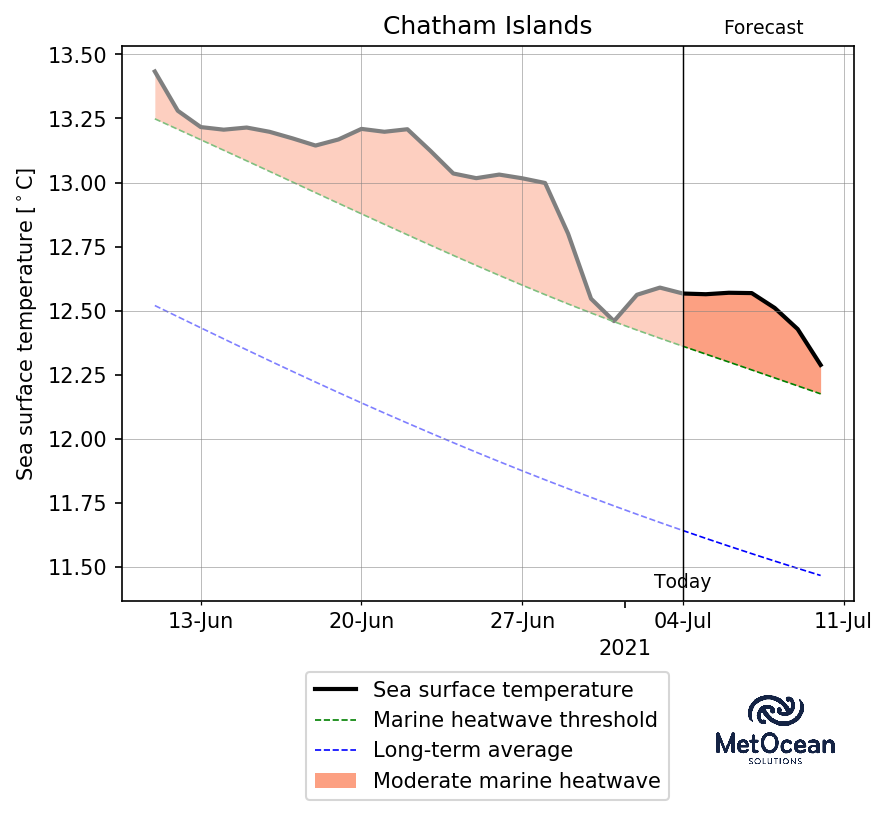 Chatham Islands
Forecast
Sea surface temperature [°C]
13.50
13.25
13.00
12.75
12.50
12.25
12.00
11.75
11.50
Today
13-Jun 20-Jun 27-Jun 04-Jul 11-Jul
2021
Sea surface temperature
Marine heatwave threshold
Long-term average
Moderate marine heatwave
MetOcean
SOLUTIONS